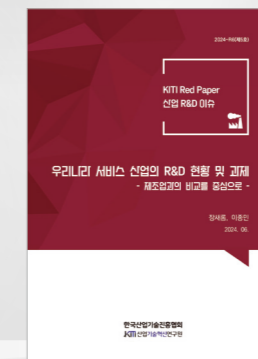 2024-R6(제5호)
KITI Red Paper
산업 R&D 이슈
우리나라 서비스 산업의 R&D 현황 및 과제
- 제조업과의 비교를 중심으로 -
2024. 06.
한국산업기술진흥협회
KITI 산업기술혁신연구원